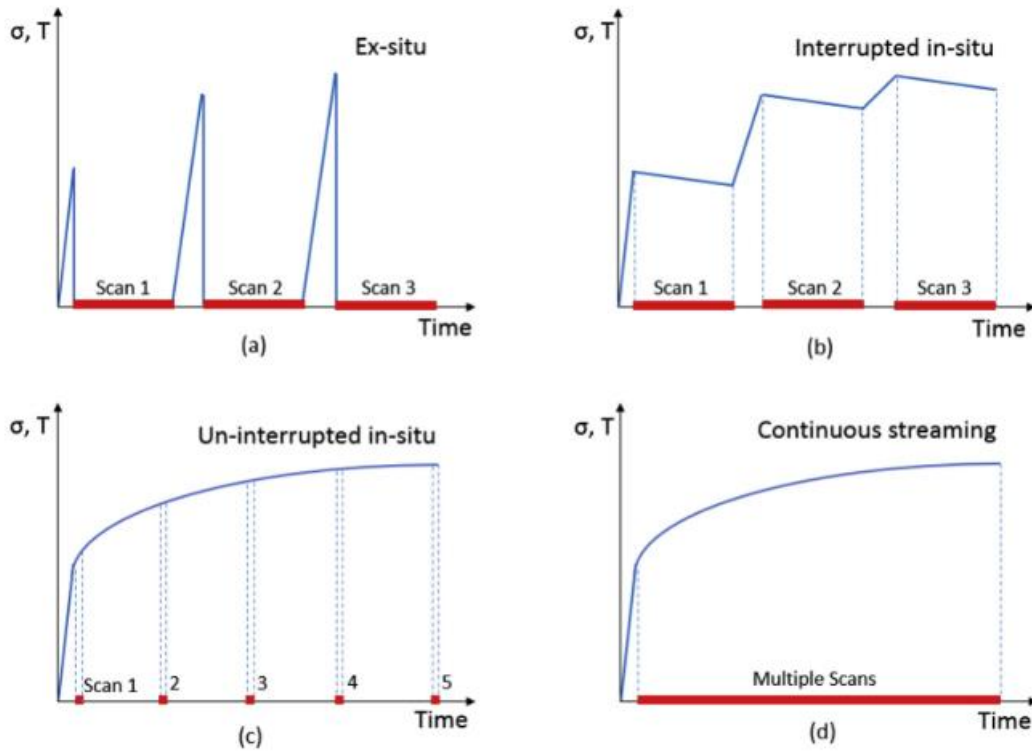 σ, T
Ex-situ
Scan 1
Scan 2
Scan 3
Time
(a)
σ, T
Interrupted in-situ
Scan 1
Scan 2
Scan 3
Time
(b)
σ, T
Un-interrupted in-situ
Scan 1
2
3
4
5
Time
(c)
σ, T
Continuous streaming
Multiple Scans
Time
(d)